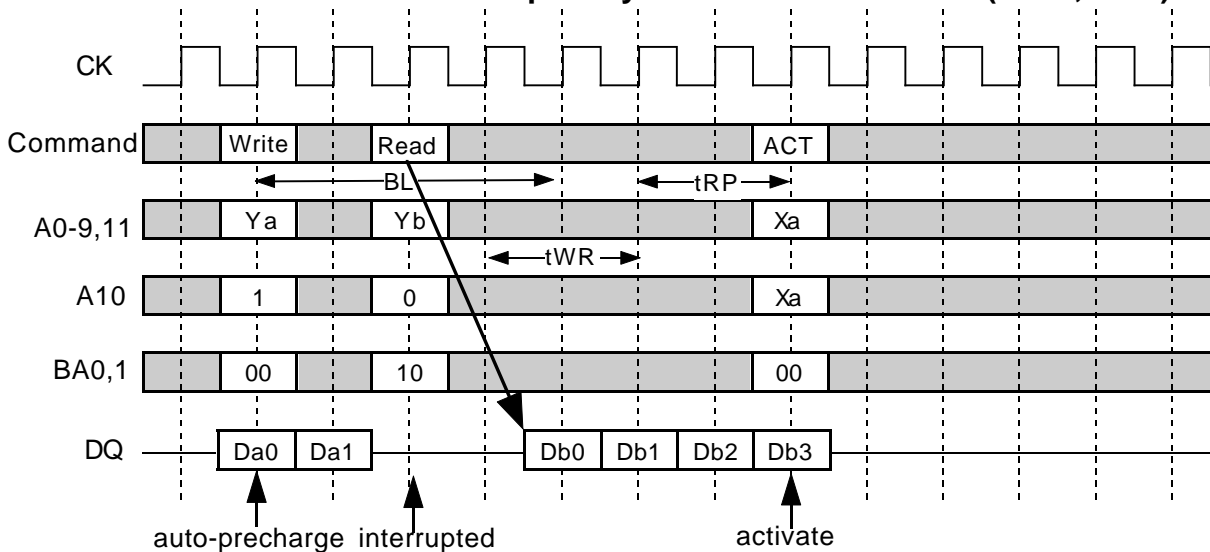 CK
Command Write Read ACT
BL tRP
A0-9,11 Ya Yb Xa
tWR
A10 1 0 Xa
BA0,1 00 10 00
DQ Da0 Da1 Db0 Db1 Db2 Db3
auto-precharge interrupted activate